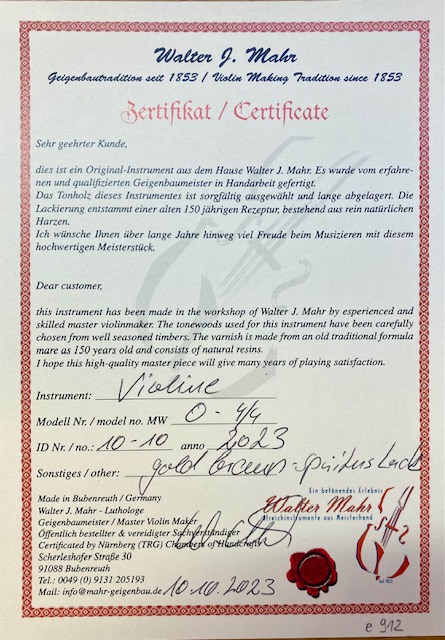 Walter J. Mahr
Geigenbautradition seit 1853 / Violin Making Tradition since 1853
Zertifikat / Certificate
Sehr geehrter Kunde,
dies ist ein Original-Instrument aus dem Hause Walter J. Mahr. Es wurde vom erfahre-
nen und qualifizierten Geigenbaumeister in Handarbeit gefertigt.
Das Tonholz dieses Instrumentes ist sorgfältig ausgewählt und lange abgelagert. Die
Lackierung entstammt einer alten 150 jährigen Rezeptur, bestehend aus rein natürlichen
Harzen.
Ich wünsche Ihnen über lange Jahre hinweg viel Freude beim Musizieren mit diesem
hochwertigen Meisterstück,
Dear customer,
this instrument has been made in the workshop of Walter J. Mahr by esperienced and
skilled master violinmaker. The tonewoods used for this instrument have been carefully
chosen from well seasoned timbers. The varnish is made from an old traditional formula
mare as 150 years old and consists of natural resins.
I hope this high-quality master piece will give many years of playing satisfaction.
Instrument: Violine
Modell Nr. / model no. MW O - 4/4
ID Nr. / no.: 10-10 anno 2023
Sonstiges / other: gold braun - spirituslack
Made in Bubenreuth / Germany
Walter J. Mahr - Luthologe
Geigenbaumeister / Master Violin Maker
Öffentlich bestellter & vereidigter Sachverständiger
Certificated by Nürnberg (TRG) Chambers of Handcrafts
Scherleshofer Straße 30
91088 Bubenreuth
Tel.: 0049 (0) 9131 205193
Mail: info@mahr-geigenbau.de 10.10.2023
Ein betönendes Erlebnis
Walter Mahr
Streichinstrumente aus Meisterhand
seit 1853
e 912